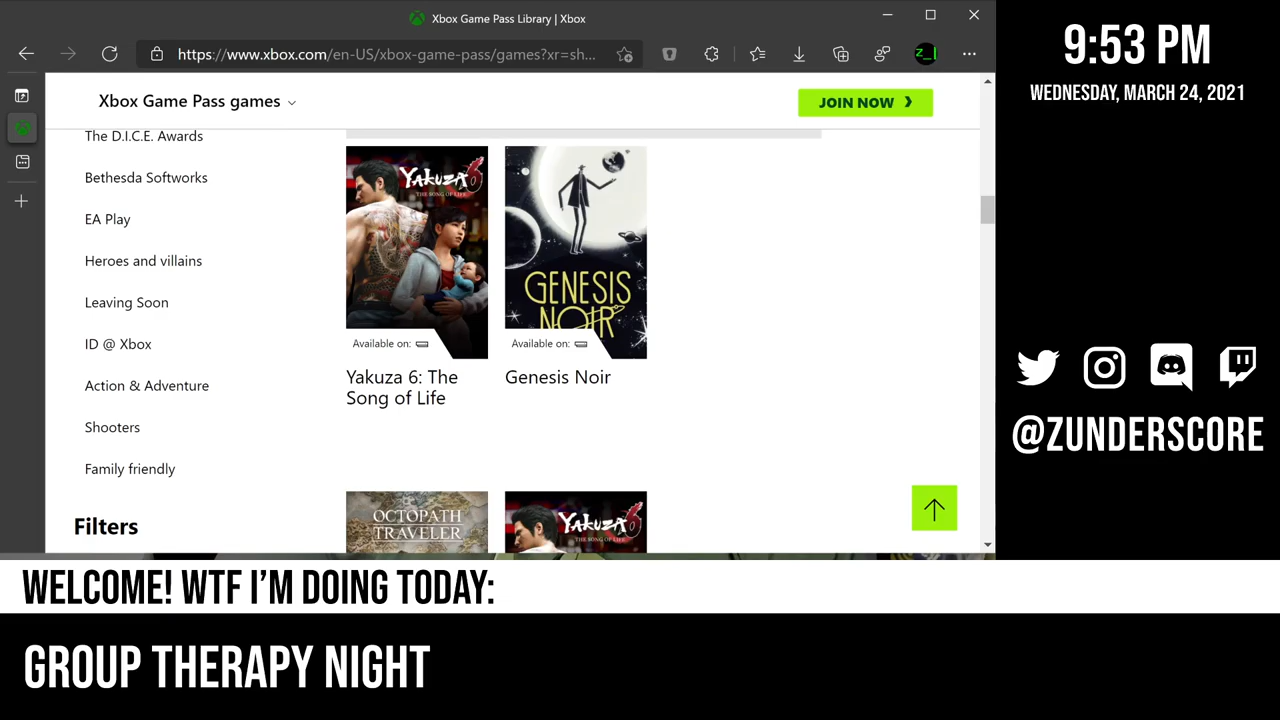 Xbox Game Pass Library | Xbox
https://www.xbox.com/en-US/xbox-game-pass/games?xr=sh...
z_|
Xbox Game Pass games
JOIN NOW
The D.I.C.E. Awards
Bethesda Softworks
EA Play
Heroes and villains
Leaving Soon
ID @ Xbox
Action & Adventure
Shooters
Family friendly
Filters
YAKUZA 6
THE SONG OF LIFE
Available on:
Yakuza 6: The
Song of Life
GENESIS
NOIR
Available on:
Genesis Noir
OCTOPATH
TRAVELER
YAKUZA 6
THE SONG OF LIFE
9:53 PM
WEDNESDAY, MARCH 24, 2021
@ZUNDERSCORE
WELCOME! WTF I'M DOING TODAY:
GROUP THERAPY NIGHT